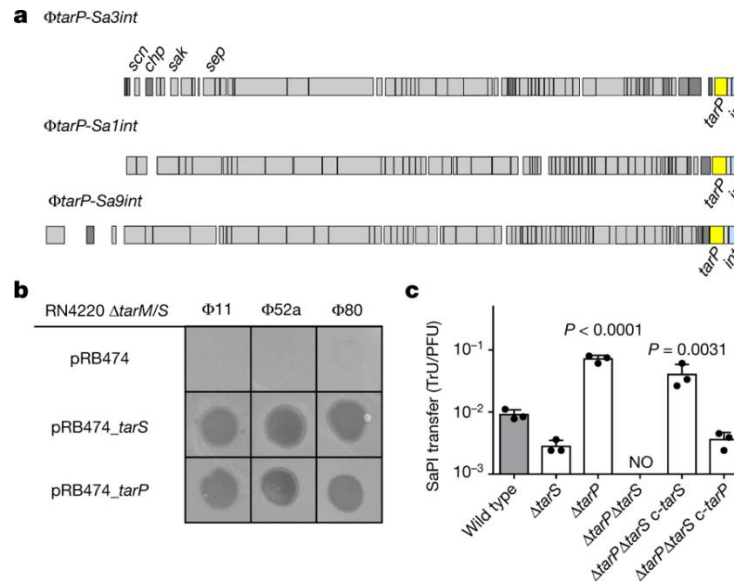 a
ΦtarP-Sa3int
scn
chp
sak
sep
tarP
ΦtarP-Sa1int
tarP
ΦtarP-Sa9int
tarP
int
b
RN4220 ΔtarM/S Φ11 Φ52a Φ80
pRB474
pRB474_tarS
pRB474_tarP
c
SaPI transfer (TrU/PFU)
10⁻¹
10⁻²
10⁻³
P < 0.0001
P = 0.0031
NO
Wild type
ΔtarS
ΔtarP
ΔtarPΔtarS
ΔtarPΔtarS c-tarS
ΔtarPΔtarS c-tarP